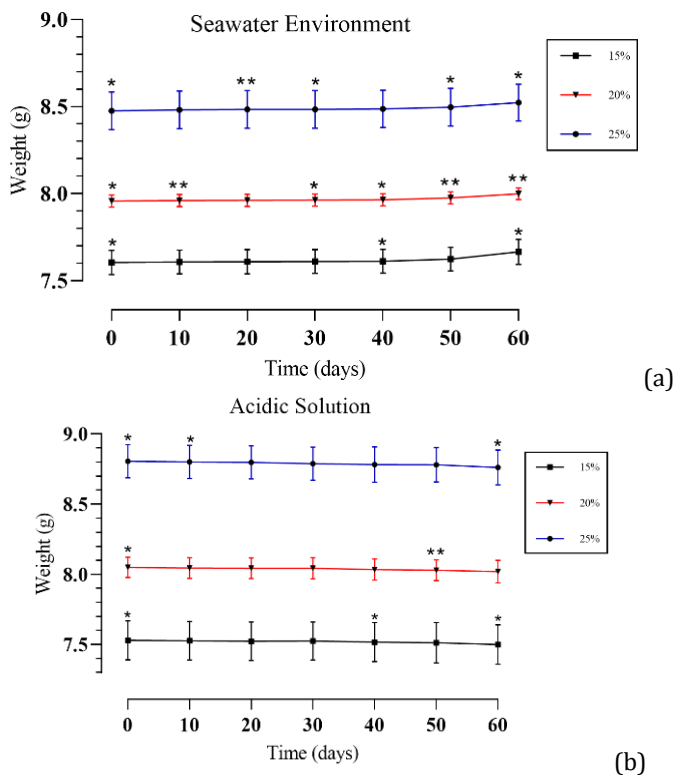 Seawater Environment
9.0
8.5
8.0
7.5
Weight (g)
* ** * * *
* ** * * ** **
* * *
0 10 20 30 40 50 60
Time (days)
15%
20%
25%
(a)
Acidic Solution
9.0
8.5
8.0
7.5
Weight (g)
* * *
* **
* * *
0 10 20 30 40 50 60
Time (days)
15%
20%
25%
(b)